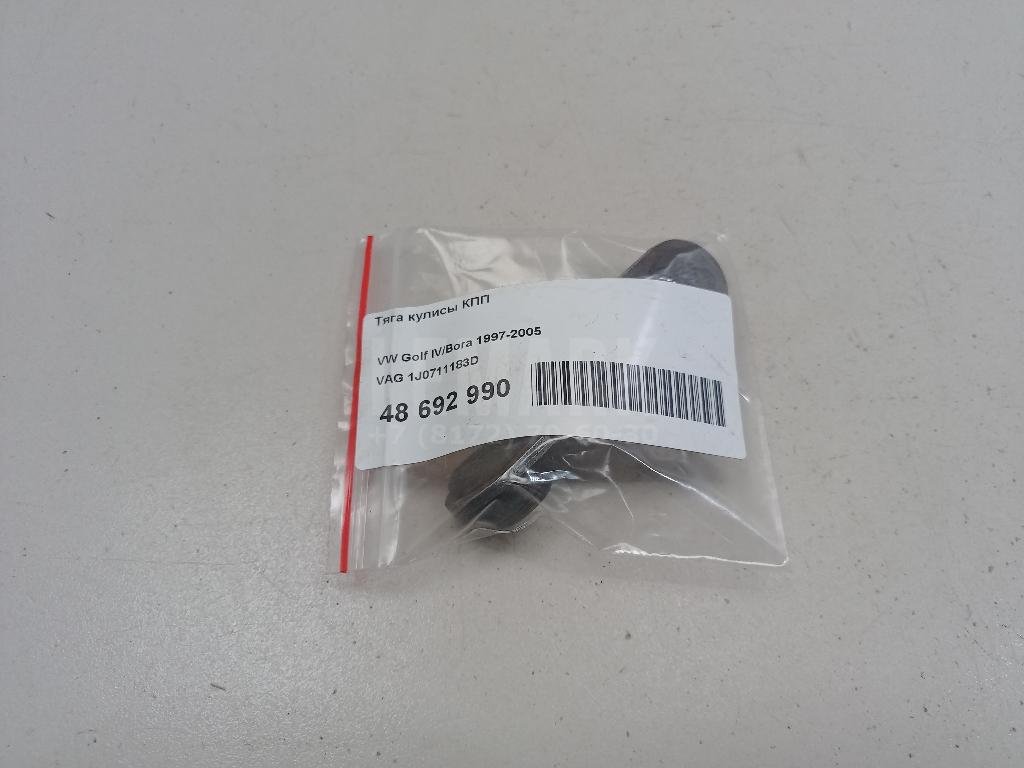 Тяга кулисы КПП
VW Golf IV/Bora 1997-2005
VAG 1J0711183D
48 692 990